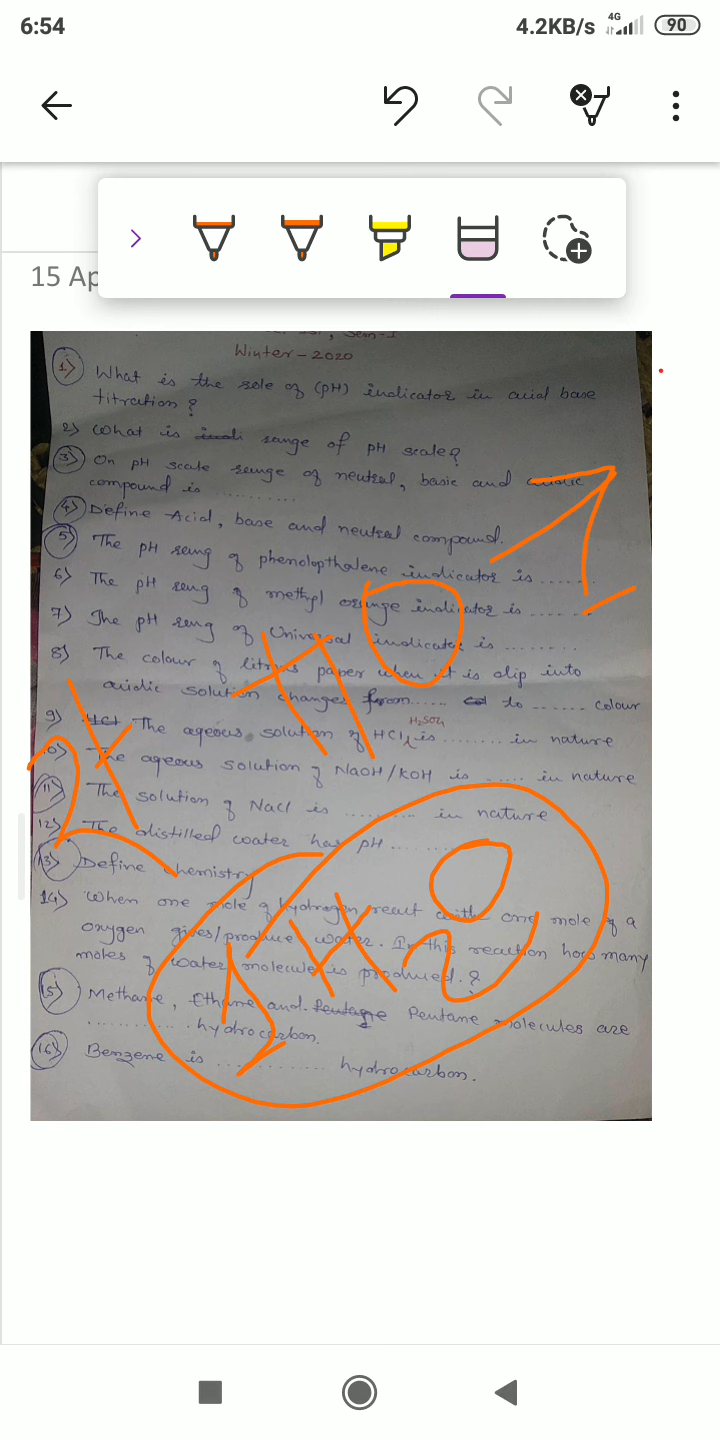 6:54
4.2KB/s 4G 90
15 Ap
Winter-2020
1) What is the role of (pH) indicator in acid base
titration ?
2) What is range of pH scale?
3) On pH scale range of neutral, basic and acidic
compound is ..........
4) Define Acid, base and neutral compound.
5) The pH rang of phenolopthalene indicator is ......
6) The pH rang of methyl orange indicator is ......
7) The pH rang of Universal indicator is ........
8) The colour of litmus paper when it is dip into
acidic solution changes from ..... to ....... colour
H2SO4
9) HCl The aqeous solution of HCl is ........ in nature
10) The aqeous solution of NaOH/KOH is ..... in nature
11) The solution of NaCl is .......... in nature
12) The distilled water has pH ....
13) Define chemistry
14) When one mole of hydrogen react with one mole of a
oxygen gives/produce water. In this reaction how many
moles of water molecule is produced.?
15) Methane, Ethane and Pentane Pentane molecules are
.......... hydrocarbon.
16) Benzene is .......... hydrocarbon.